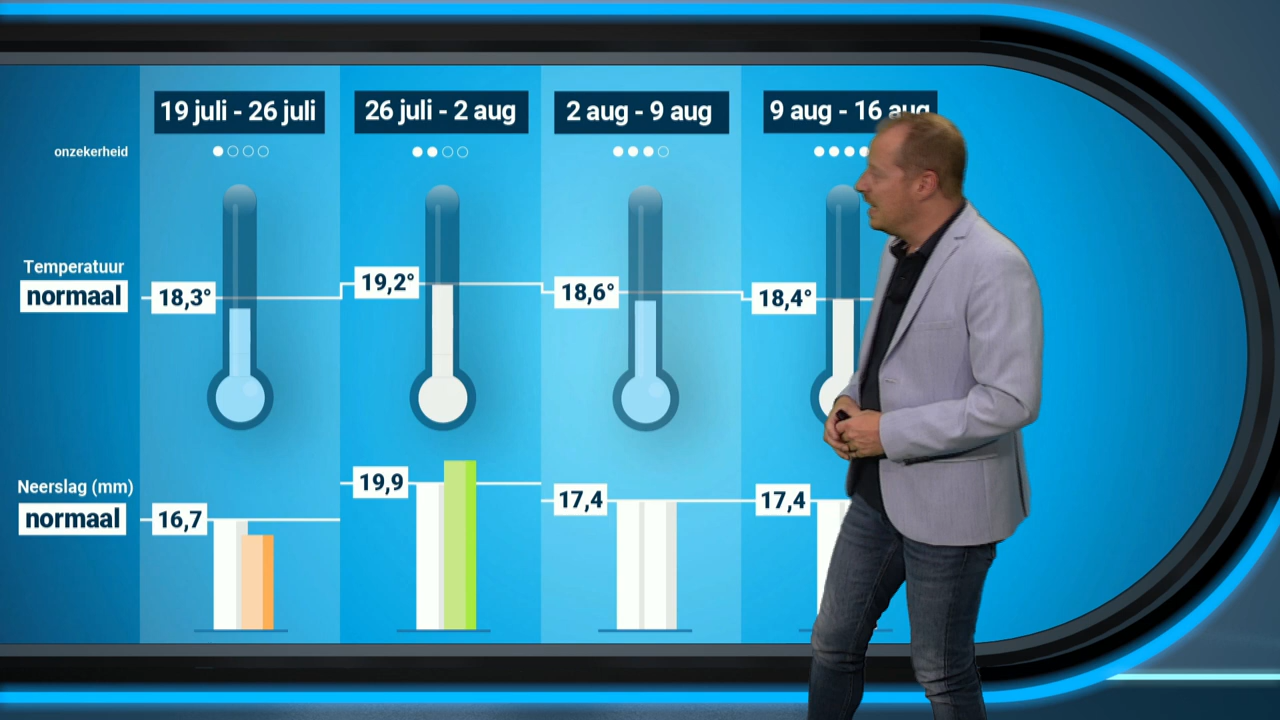 19 juli - 26 juli
26 juli - 2 aug
2 aug - 9 aug
9 aug - 16 aug
onzekerheid
Temperatuur
normaal
18,3°
19,2°
18,6°
18,4°
Neerslag (mm)
normaal
16,7
19,9
17,4
17,4